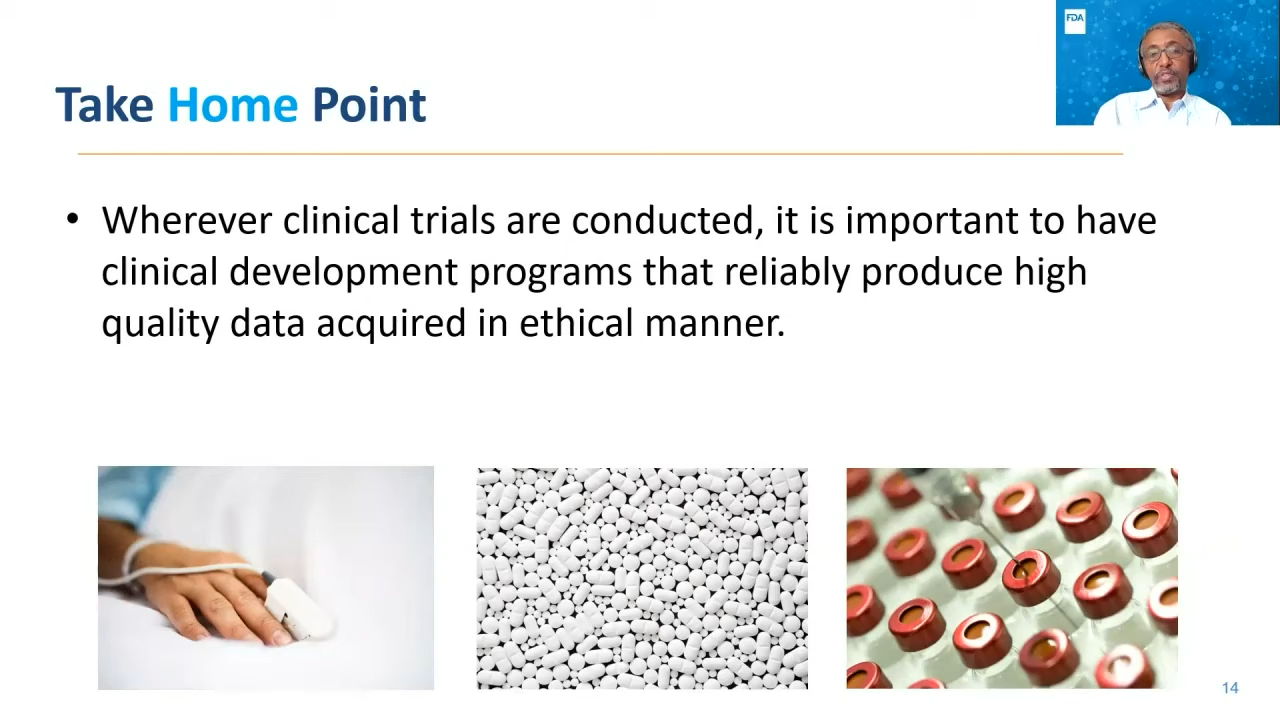 FDA
Take Home Point
• Wherever clinical trials are conducted, it is important to have
clinical development programs that reliably produce high
quality data acquired in ethical manner.
14